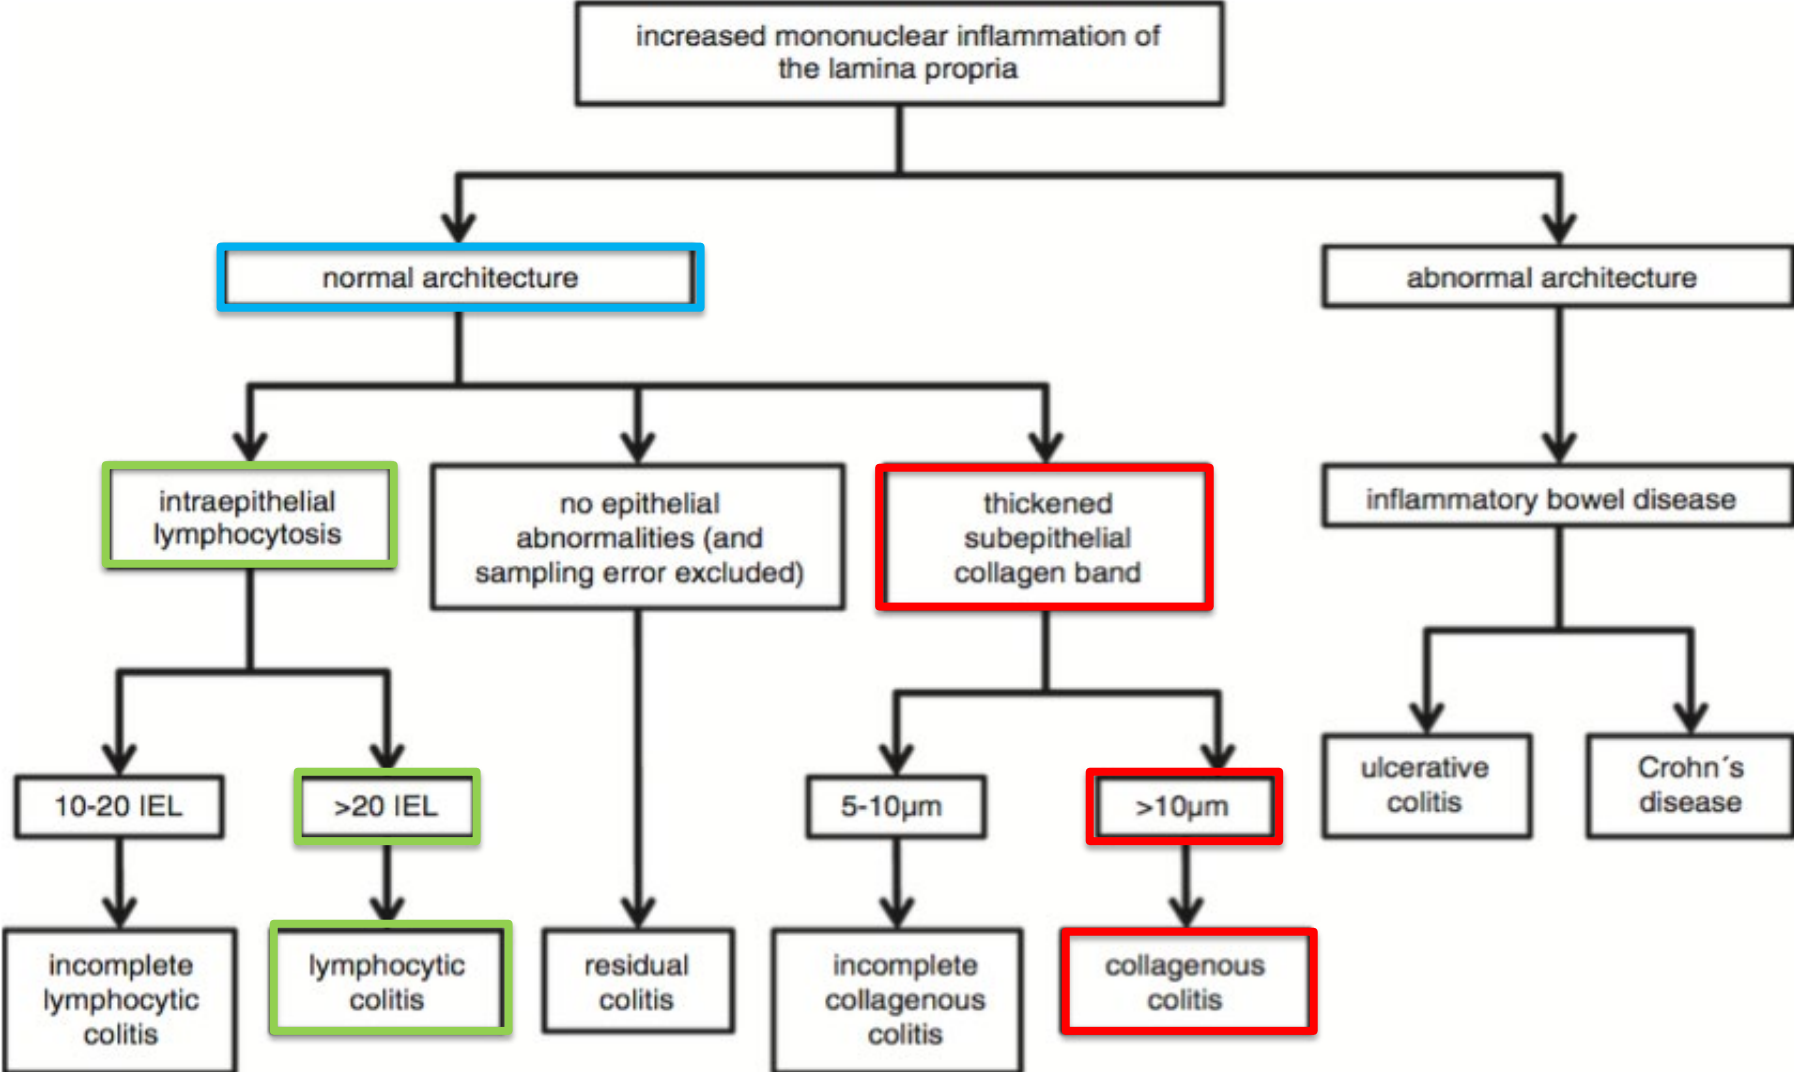 increased mononuclear inflammation of
the lamina propria
normal architecture
abnormal architecture
intraepithelial
lymphocytosis
no epithelial
abnormalities (and
sampling error excluded)
thickened
subepithelial
collagen band
inflammatory bowel disease
10-20 IEL
>20 IEL
5-10µm
>10µm
ulcerative
colitis
Crohn´s
disease
incomplete
lymphocytic
colitis
lymphocytic
colitis
residual
colitis
incomplete
collagenous
colitis
collagenous
colitis